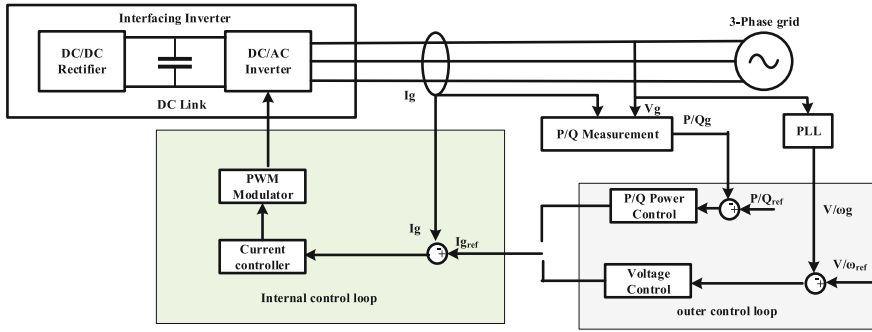 Interfacing Inverter
3-Phase grid
DC/DC
Rectifier
DC/AC
Inverter
DC Link
Ig
Vg
P/Q Measurement
P/Qg
PLL
PWM
Modulator
P/Q Power
Control
P/Qref
V/ωg
Ig
Igref
Current
controller
Voltage
Control
V/ωref
Internal control loop
outer control loop